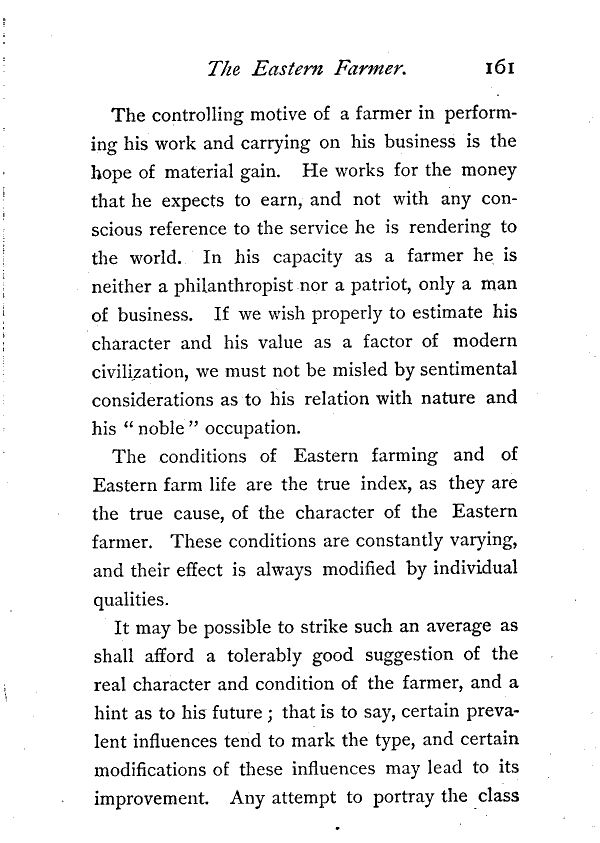 The Eastern Farmer. 161
The controlling motive of a farmer in perform-
ing his work and carrying on his business is the
hope of material gain. He works for the money
that he expects to earn, and not with any con-
scious reference to the service he is rendering to
the world. In his capacity as a farmer he is
neither a philanthropist nor a patriot, only a man
of business. If we wish properly to estimate his
character and his value as a factor of modern
civilization, we must not be misled by sentimental
considerations as to his relation with nature and
his “ noble ” occupation.
The conditions of Eastern farming and of
Eastern farm life are the true index, as they are
the true cause, of the character of the Eastern
farmer. These conditions are constantly varying,
and their effect is always modified by individual
qualities.
It may be possible to strike such an average as
shall afford a tolerably good suggestion of the
real character and condition of the farmer, and a
hint as to his future ; that is to say, certain preva-
lent influences tend to mark the type, and certain
modifications of these influences may lead to its
improvement. Any attempt to portray the class